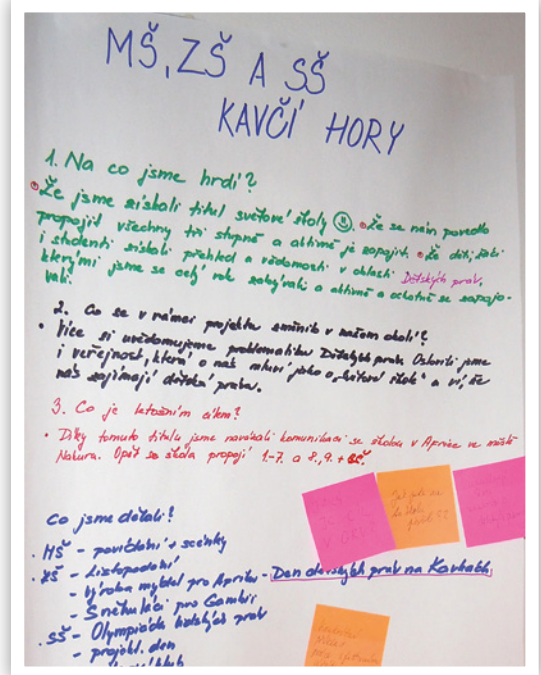 MŠ, ZŠ A SŠ
KAVČÍ HORY
1. Na co jsme hrdí?
Že jsme získali titul světové školy Že se nám povedlo
propojit všechny tři stupně a aktivně je zapojit. Že děti, žáci
i studenti získali přehled a vědomosti v oblasti Dětských práv,
kterými jsme se celý rok zabývali a aktivně a ochotně se zapojo-
vali.
2. Co se v rámci projektu změnilo v našem okolí?
• Více si uvědomujeme problematiku Dětských práv. Oslovili jsme
i veřejnost, která o nás mluví jako o „Světové škole" a ví, že
nás zajímají dětská práva.
3. Co je letošním cílem?
• Díky tomuto titulu jsme navázali komunikaci se školou v Africe ve městě
Nakuru. Opět se škola propojí 1.-7. a 8., 9. + SŠ.
Co jsme dělali?
• MŠ - povídání + scénky
• ZŠ - Listopadání
- výroba mýdel pro Afriku - Den dětských práv na Kavkách
- Sněhuláci pro Gambii
• SŠ - Olympiáda lidských práv
- projekt. den